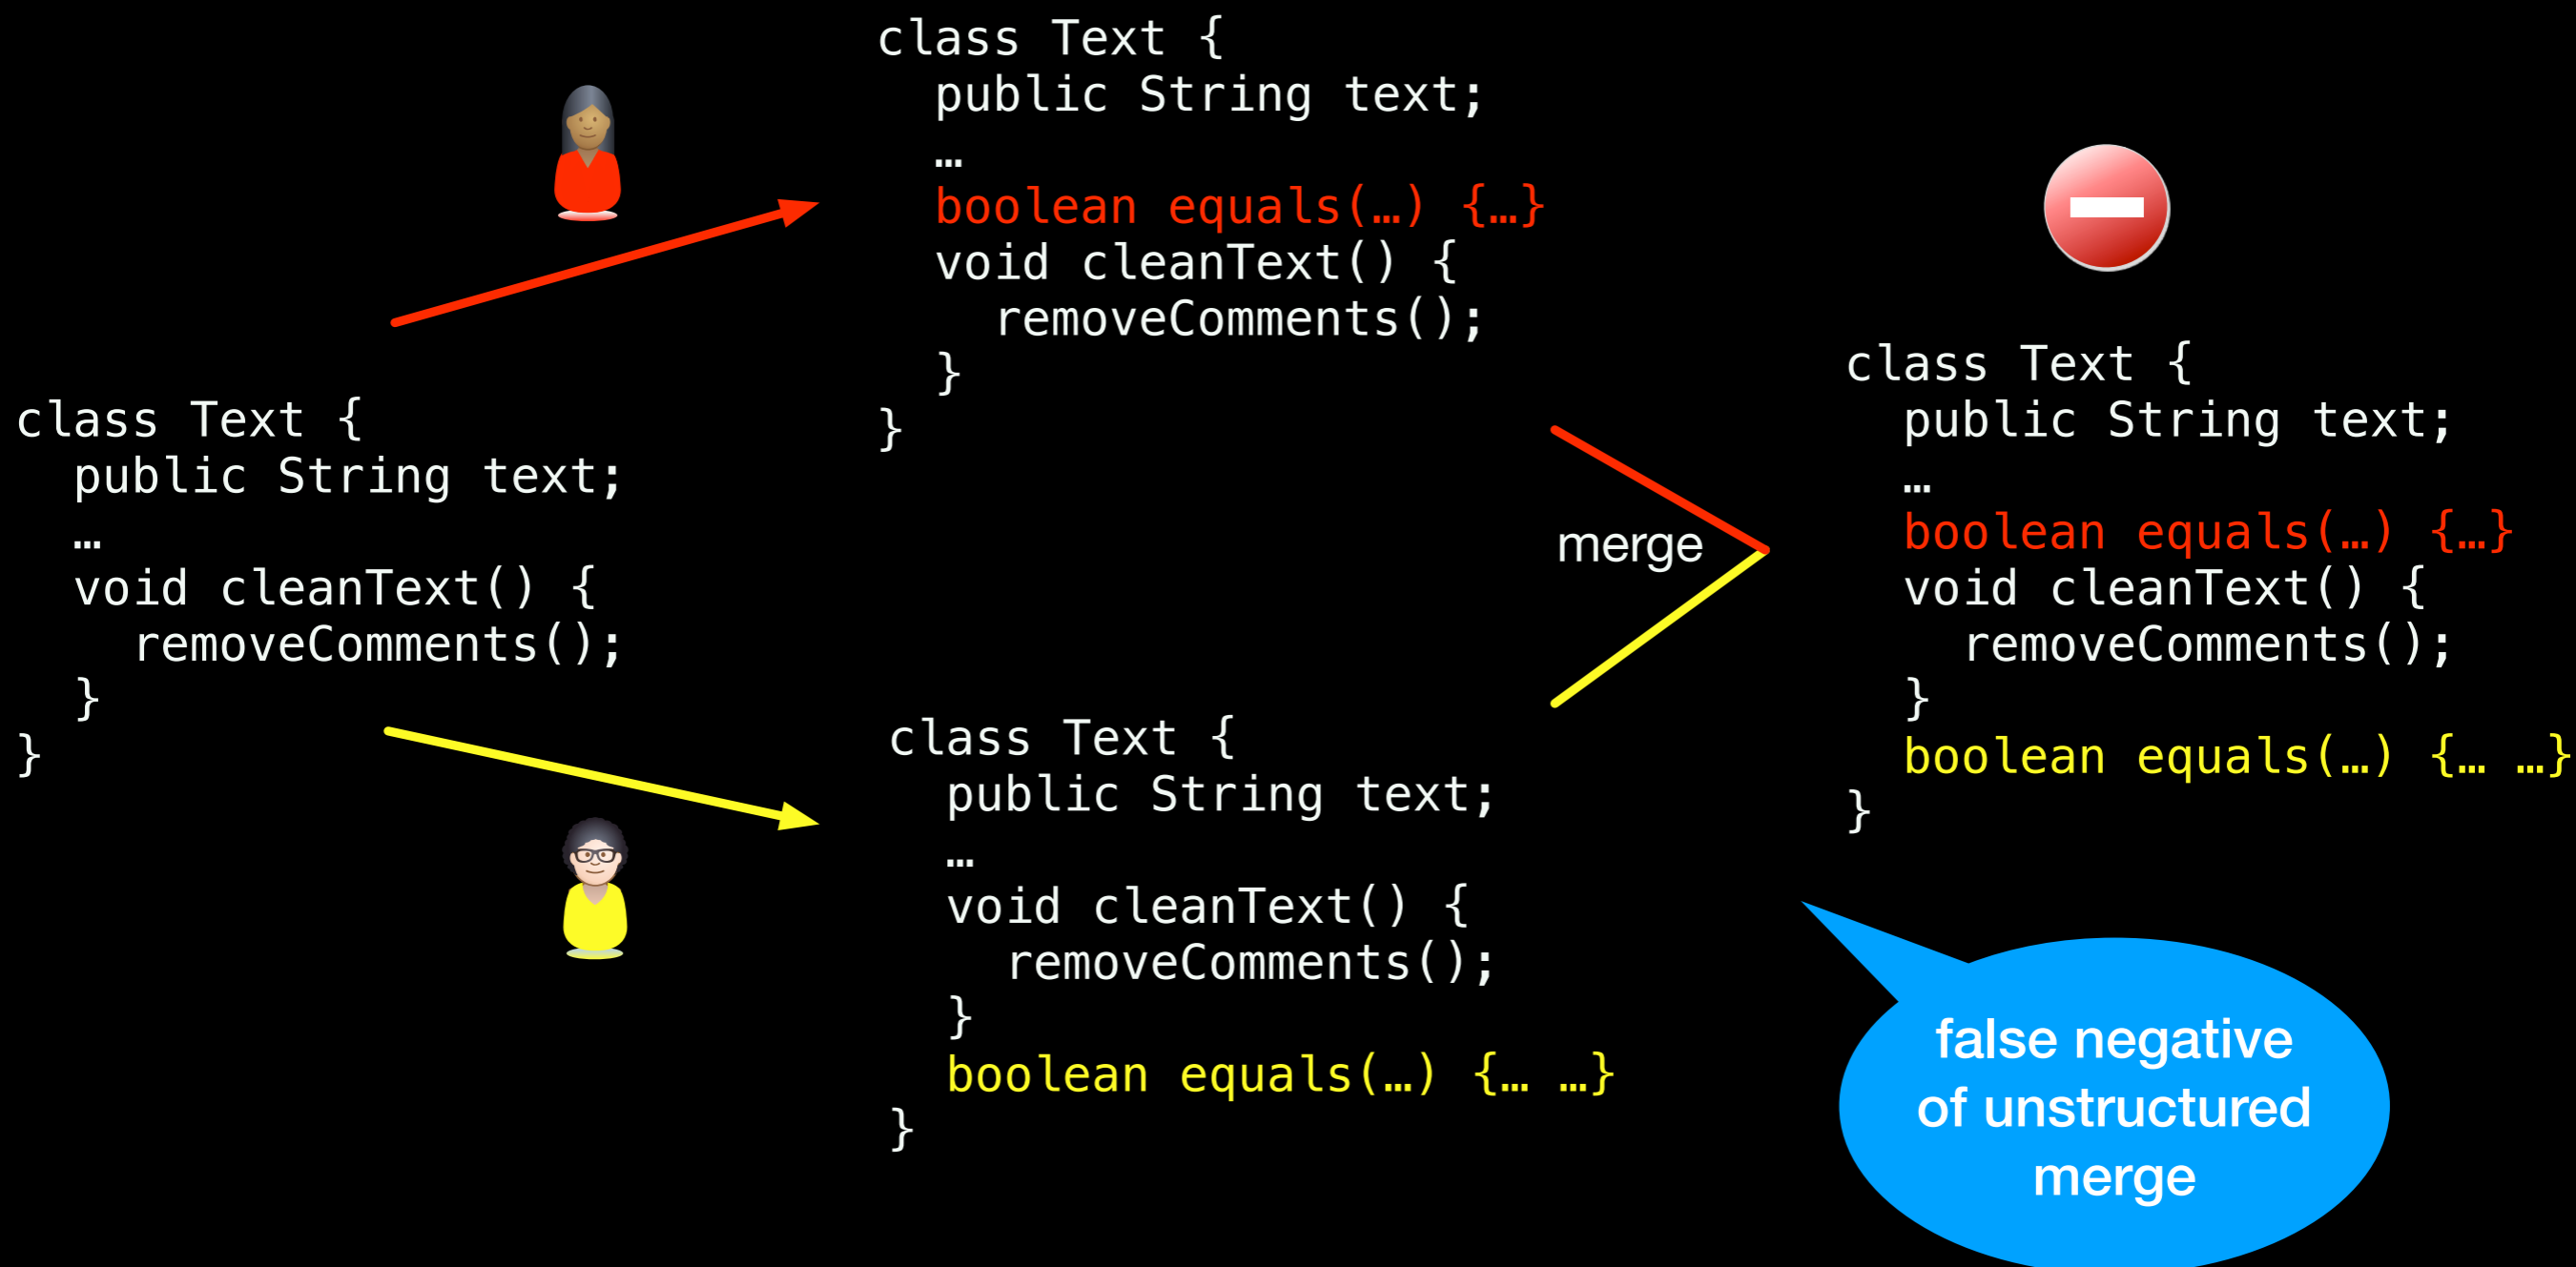 class Text {
  public String text;
  …
  void cleanText() {
    removeComments();
  }
}
class Text {
  public String text;
  …
  boolean equals(…) {…}
  void cleanText() {
    removeComments();
  }
}
class Text {
  public String text;
  …
  void cleanText() {
    removeComments();
  }
  boolean equals(…) {… …}
}
merge
class Text {
  public String text;
  …
  boolean equals(…) {…}
  void cleanText() {
    removeComments();
  }
  boolean equals(…) {… …}
}
false negative
of unstructured
merge